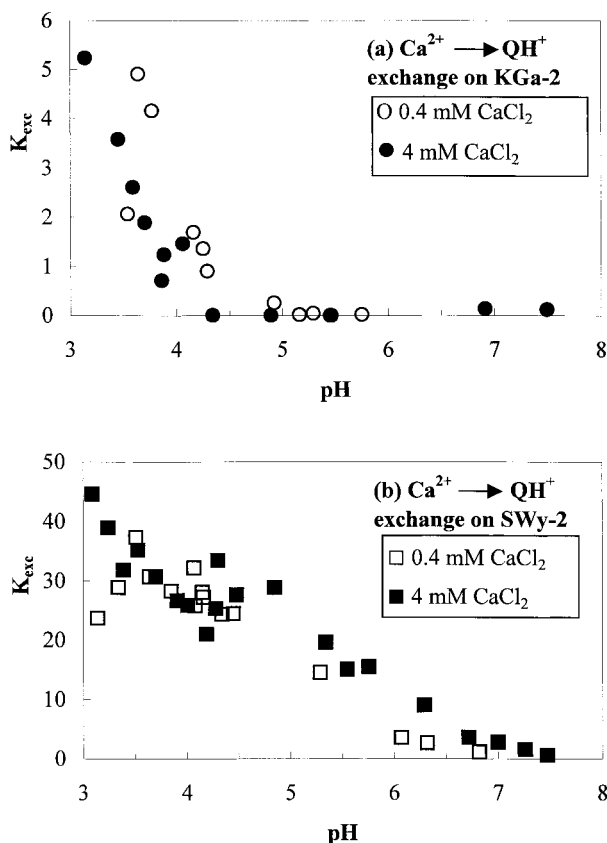 6
5
4
3
2
1
0
K_exc
(a) Ca²⁺ → QH⁺
exchange on KGa-2
0.4 mM CaCl₂
4 mM CaCl₂
3 4 5 6 7 8
pH
50
40
30
20
10
0
K_exc
(b) Ca²⁺ → QH⁺
exchange on SWy-2
0.4 mM CaCl₂
4 mM CaCl₂
3 4 5 6 7 8
pH